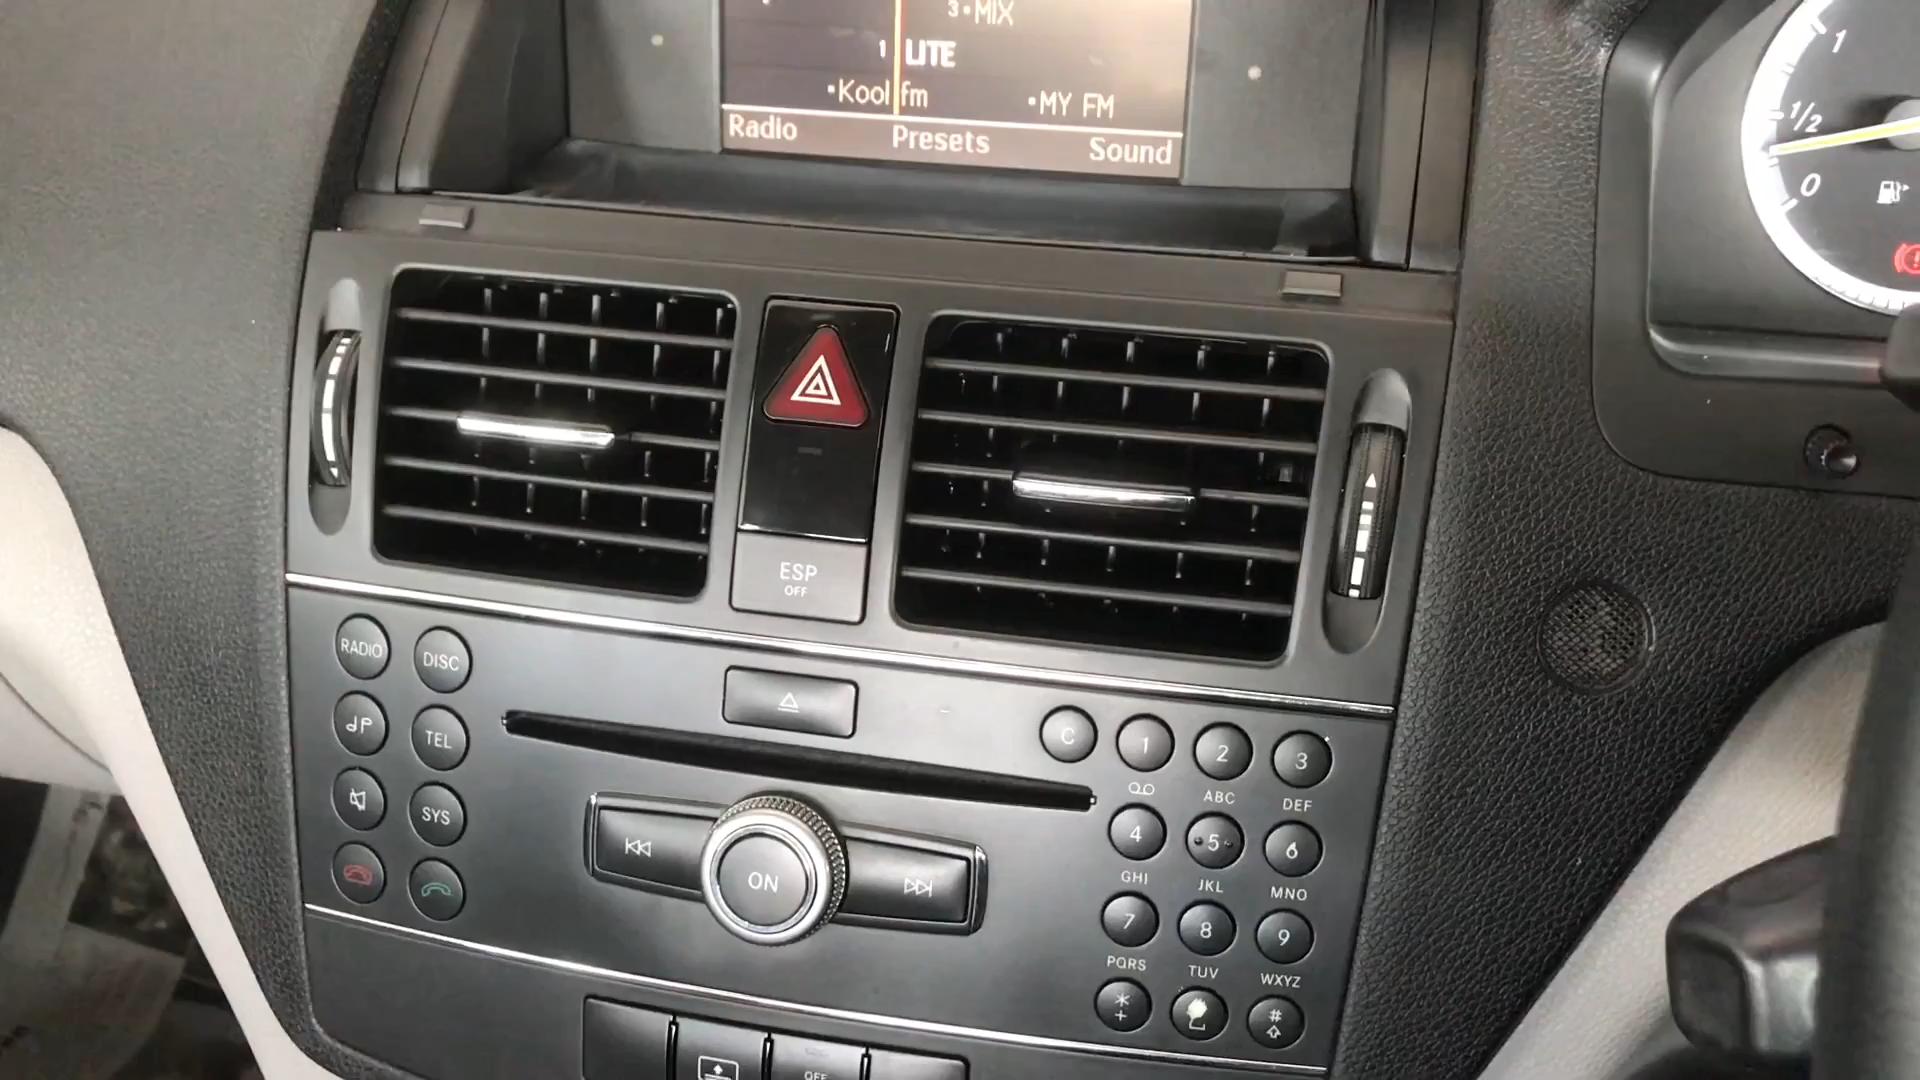 3•MIX
1 LITE
•Kool fm •MY FM
Radio Presets Sound
1
1/2
0
ESP
OFF
RADIO DISC
TEL
SYS
ON
C 1 2 3
ABC DEF
4 5 6
GHI JKL MNO
7 8 9
PQRS TUV WXYZ
*
+
#
OFF